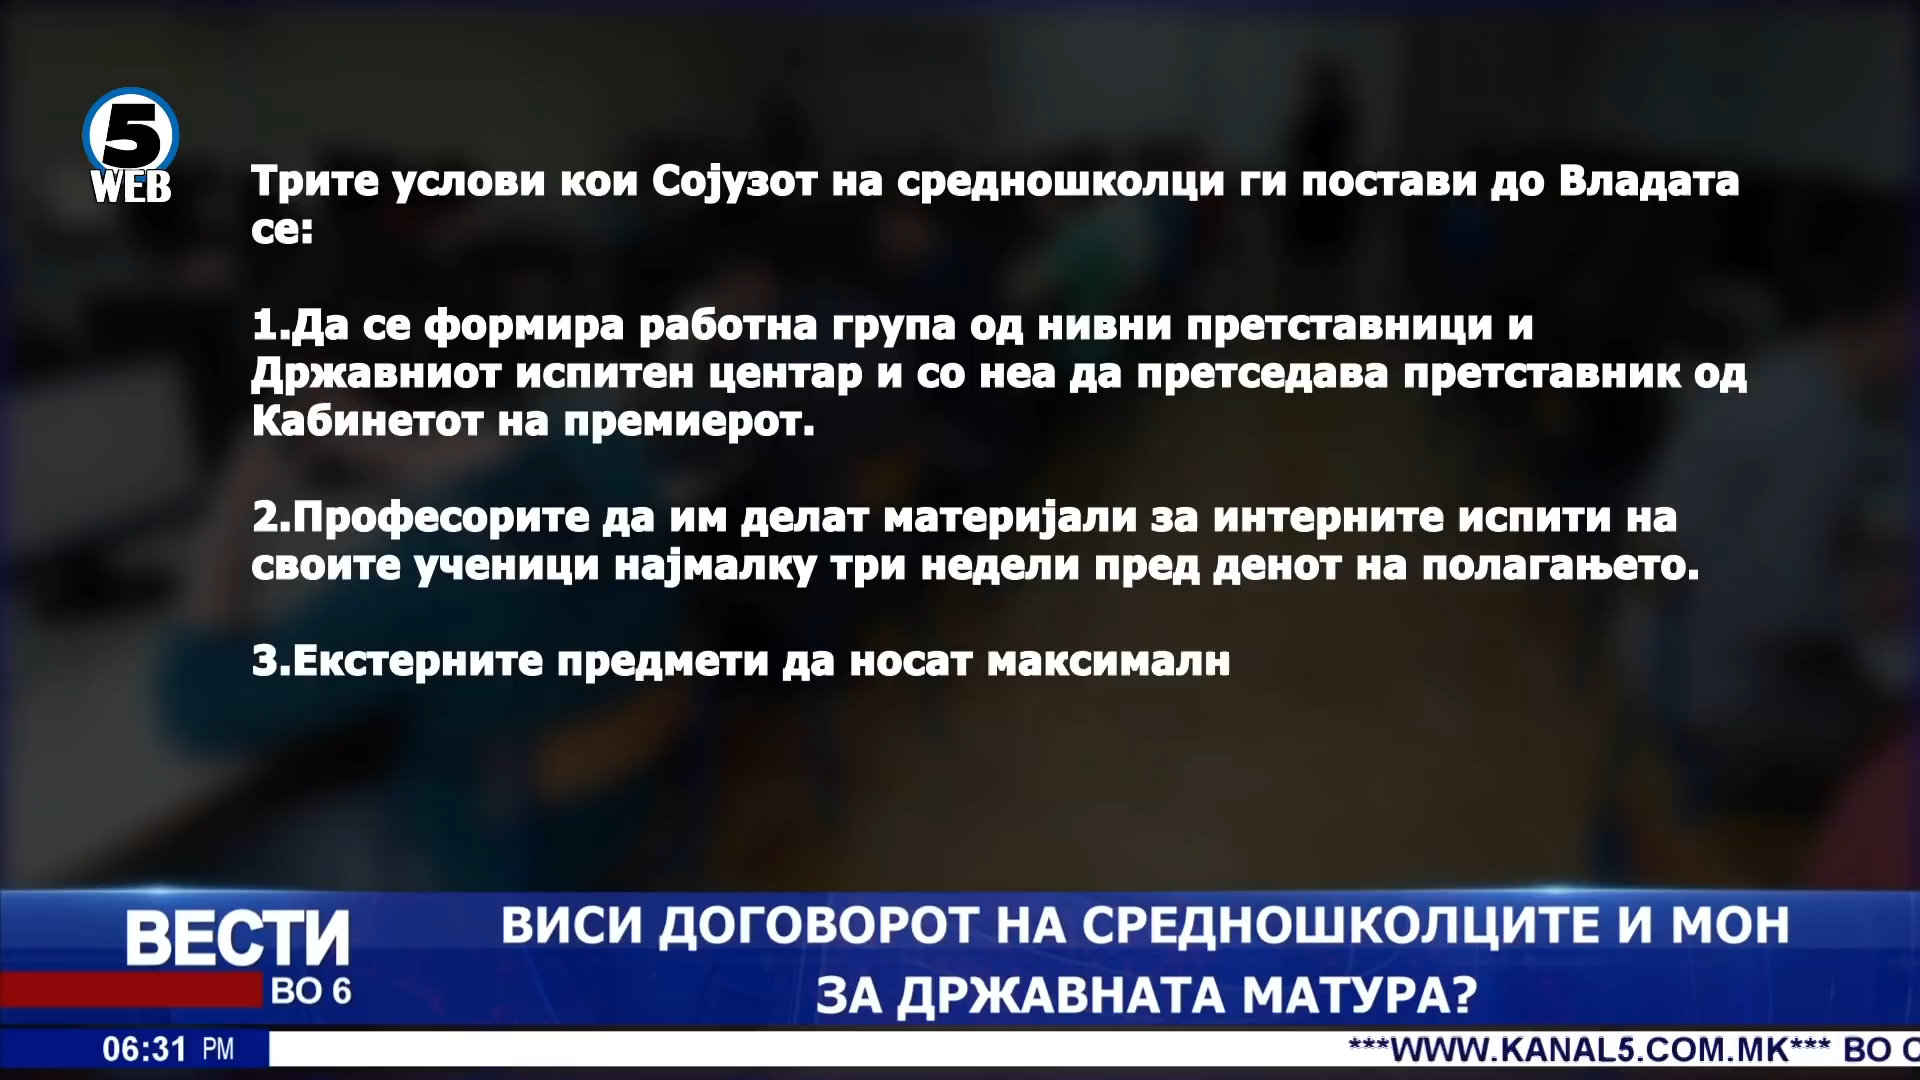 5
WEB
Трите услови кои Сојузот на средношколци ги постави до Владата
се:
1.Да се формира работна група од нивни претставници и
Државниот испитен центар и со неа да претседава претставник од
Кабинетот на премиерот.
2.Професорите да им делат материјали за интерните испити на
своите ученици најмалку три недели пред денот на полагањето.
3.Екстерните предмети да носат максималн
ВЕСТИ
ВО 6
ВИСИ ДОГОВОРОТ НА СРЕДНОШКОЛЦИТЕ И МОН
ЗА ДРЖАВНАТА МАТУРА?
06:31 PM
***WWW.KANAL5.COM.MK*** ВО